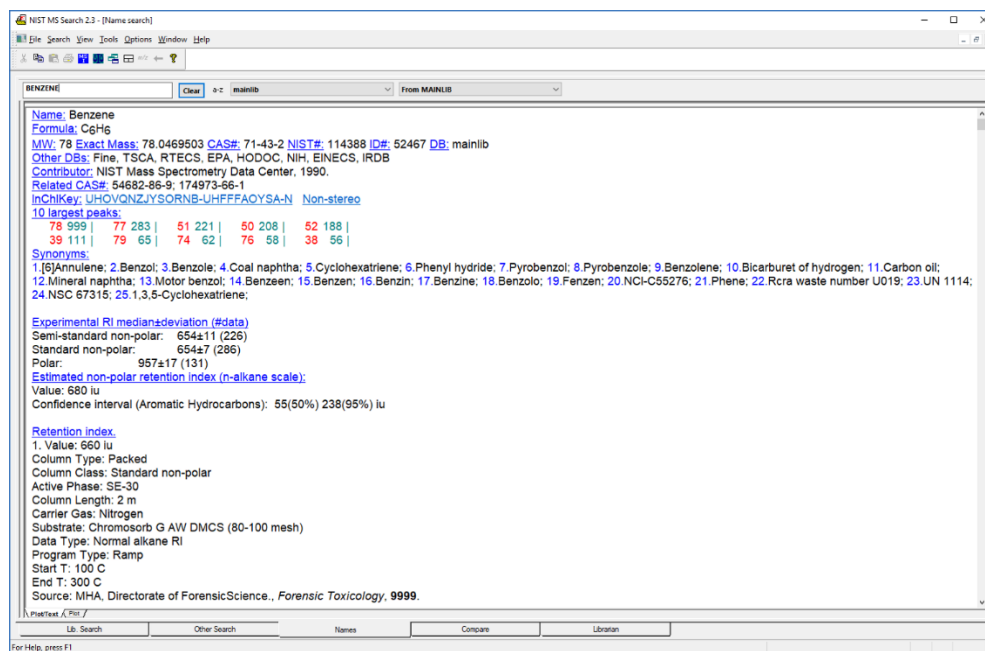 NIST MS Search 2.3 - [Name search]
File Search View Tools Options Window Help
BENZENE Clear a-z mainlib From MAINLIB
Name: Benzene
Formula: C6H6
MW: 78 Exact Mass: 78.0469503 CAS#: 71-43-2 NIST#: 114388 ID#: 52467 DB: mainlib
Other DBs: Fine, TSCA, RTECS, EPA, HODOC, NIH, EINECS, IRDB
Contributor: NIST Mass Spectrometry Data Center, 1990.
Related CAS#: 54682-86-9; 174973-66-1
InChIKey: UHOVQNZJYSORNB-UHFFFAOYSA-N Non-stereo
10 largest peaks:
78 999 | 77 283 | 51 221 | 50 208 | 52 188 |
39 111 | 79 65 | 74 62 | 76 58 | 38 56 |
Synonyms:
1.[6]Annulene; 2.Benzol; 3.Benzole; 4.Coal naphtha; 5.Cyclohexatriene; 6.Phenyl hydride; 7.Pyrobenzol; 8.Pyrobenzole; 9.Benzolene; 10.Bicarburet of hydrogen; 11.Carbon oil;
12.Mineral naphtha; 13.Motor benzol; 14.Benzeen; 15.Benzen; 16.Benzin; 17.Benzine; 18.Benzolo; 19.Fenzen; 20.NCI-C55276; 21.Phene; 22.Rcra waste number U019; 23.UN 1114;
24.NSC 67315; 25.1,3,5-Cyclohexatriene;
Experimental RI median±deviation (#data)
Semi-standard non-polar: 654±11 (226)
Standard non-polar: 654±7 (286)
Polar: 957±17 (131)
Estimated non-polar retention index (n-alkane scale):
Value: 680 iu
Confidence interval (Aromatic Hydrocarbons): 55(50%) 238(95%) iu
Retention index.
1. Value: 660 iu
Column Type: Packed
Column Class: Standard non-polar
Active Phase: SE-30
Column Length: 2 m
Carrier Gas: Nitrogen
Substrate: Chromosorb G AW DMCS (80-100 mesh)
Data Type: Normal alkane RI
Program Type: Ramp
Start T: 100 C
End T: 300 C
Source: MHA, Directorate of ForensicScience., Forensic Toxicology, 9999.
Plot/Text Plot
Lib. Search Other Search Names Compare Librarian
For Help, press F1